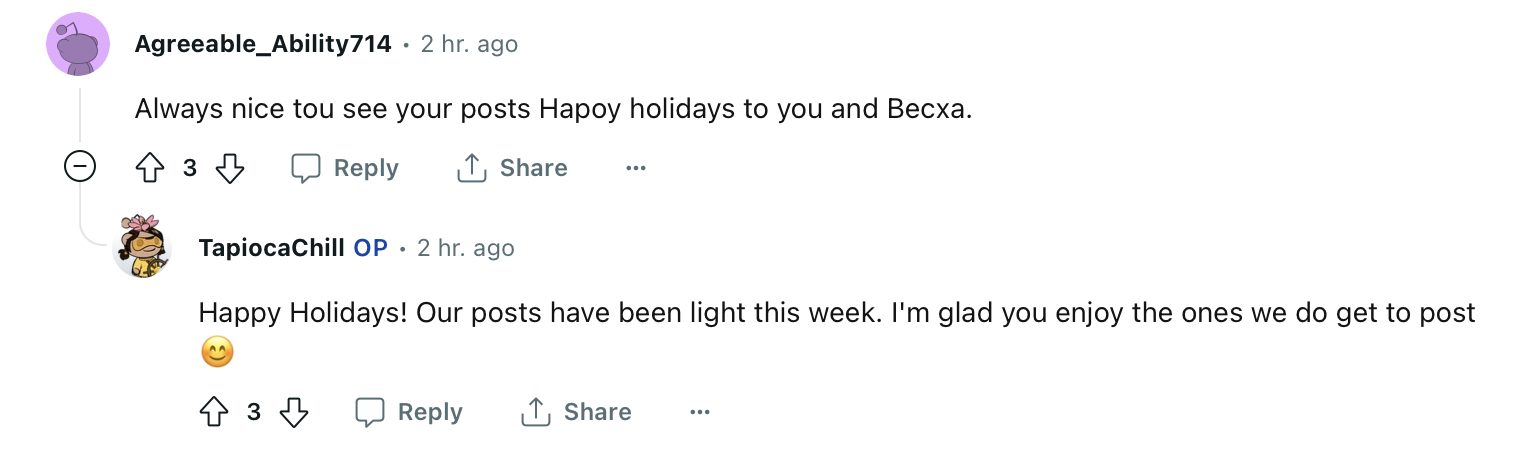 Agreeable_Ability714 • 2 hr. ago
Always nice tou see your posts Hapoy holidays to you and Becxa.
3 Reply Share ...
TapiocaChill OP • 2 hr. ago
Happy Holidays! Our posts have been light this week. I'm glad you enjoy the ones we do get to post
😊
3 Reply Share ...